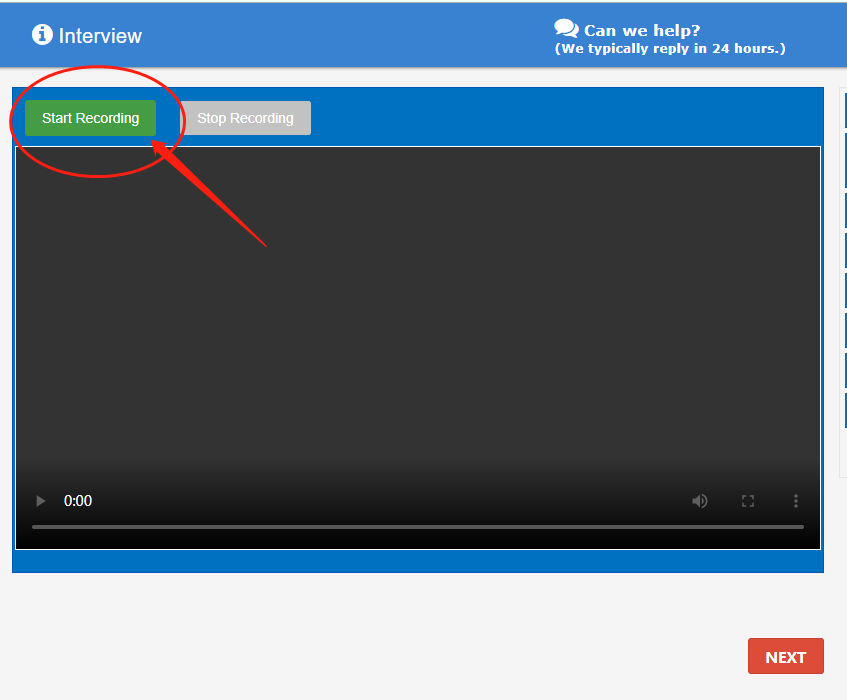 Interview
Can we help?
(We typically reply in 24 hours.)
Start Recording
Stop Recording
0:00
NEXT